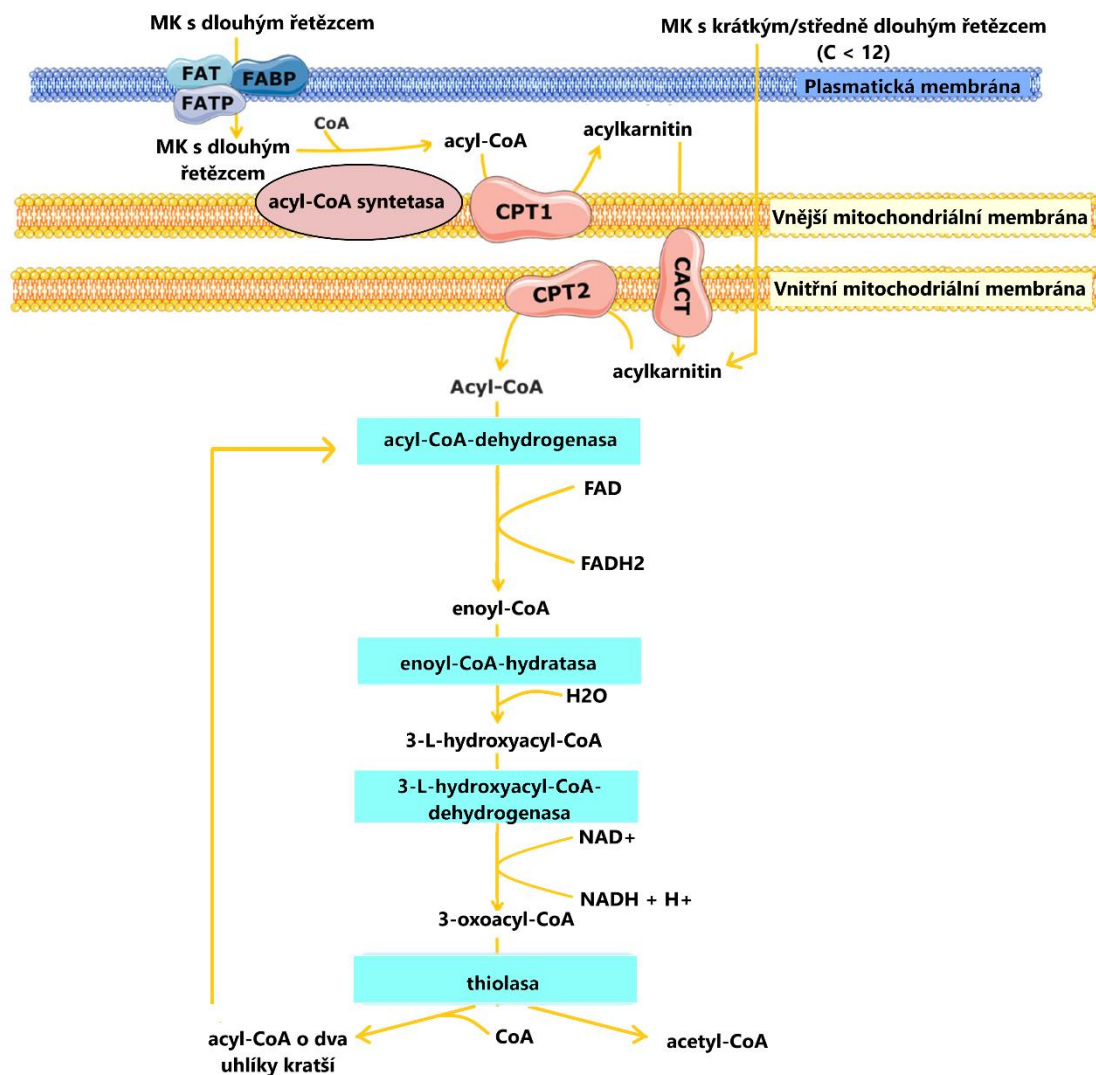 MK s dlouhým řetězcem
MK s krátkým/středně dlouhým řetězcem
(C < 12)
FAT
FABP
FATP
Plasmatická membrána
MK s dlouhým
řetězcem
CoA
acyl-CoA
acylkarnitin
acyl-CoA syntetasa
CPT1
Vnější mitochondriální membrána
CPT2
CACT
Vnitřní mitochodriální membrána
acylkarnitin
Acyl-CoA
acyl-CoA-dehydrogenasa
FAD
FADH2
enoyl-CoA
enoyl-CoA-hydratasa
H2O
3-L-hydroxyacyl-CoA
3-L-hydroxyacyl-CoA-
dehydrogenasa
NAD+
NADH + H+
3-oxoacyl-CoA
thiolasa
acyl-CoA o dva
uhlíky kratší
CoA
acetyl-CoA